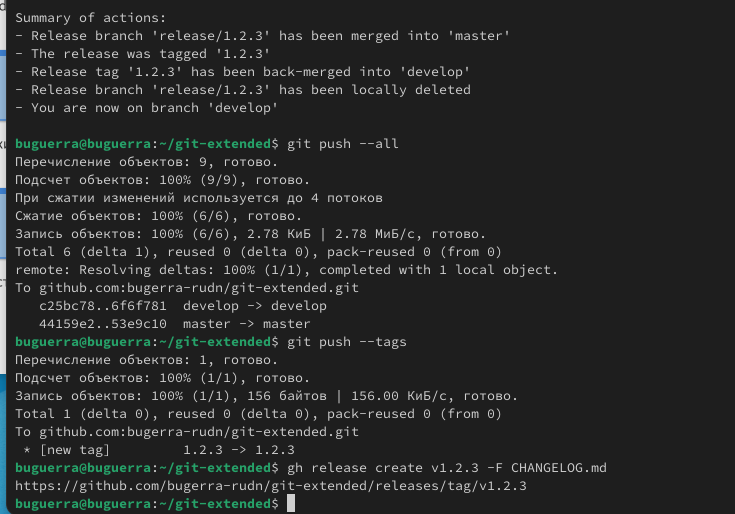 Summary of actions:
- Release branch 'release/1.2.3' has been merged into 'master'
- The release was tagged '1.2.3'
- Release tag '1.2.3' has been back-merged into 'develop'
- Release branch 'release/1.2.3' has been locally deleted
- You are now on branch 'develop'
buguerra@buguerra:~/git-extended$ git push --all
Перечисление объектов: 9, готово.
Подсчет объектов: 100% (9/9), готово.
При сжатии изменений используется до 4 потоков
Сжатие объектов: 100% (6/6), готово.
Запись объектов: 100% (6/6), 2.78 КиБ | 2.78 МиБ/с, готово.
Total 6 (delta 1), reused 0 (delta 0), pack-reused 0 (from 0)
remote: Resolving deltas: 100% (1/1), completed with 1 local object.
To github.com:bugerra-rudn/git-extended.git
   c25bc78..6f6f781  develop -> develop
   44159e2..53e9c10  master -> master
buguerra@buguerra:~/git-extended$ git push --tags
Перечисление объектов: 1, готово.
Подсчет объектов: 100% (1/1), готово.
Запись объектов: 100% (1/1), 156 байтов | 156.00 КиБ/с, готово.
Total 1 (delta 0), reused 0 (delta 0), pack-reused 0 (from 0)
To github.com:bugerra-rudn/git-extended.git
 * [new tag]         1.2.3 -> 1.2.3
buguerra@buguerra:~/git-extended$ gh release create v1.2.3 -F CHANGELOG.md
https://github.com/bugerra-rudn/git-extended/releases/tag/v1.2.3
buguerra@buguerra:~/git-extended$